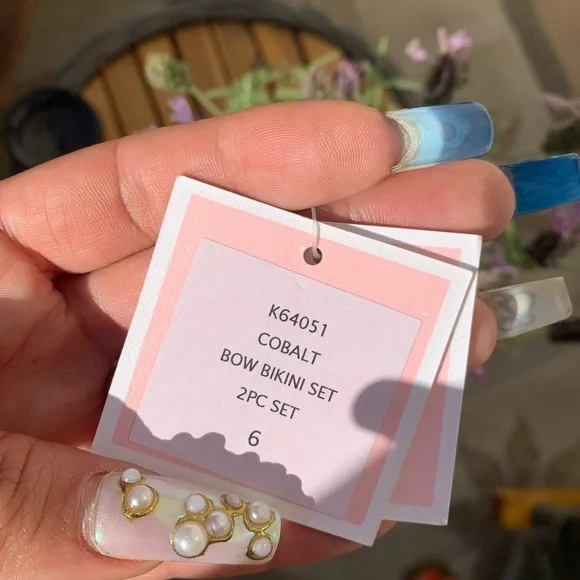 K64051
COBALT
BOW BIKINI SET
2PC SET
6